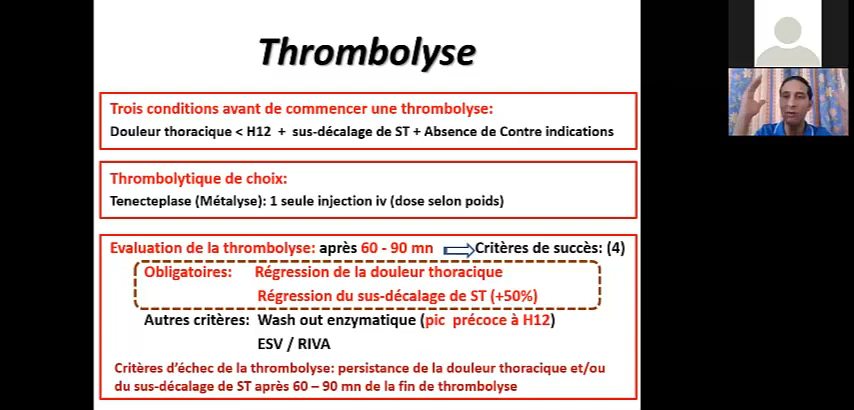 Thrombolyse
Trois conditions avant de commencer une thrombolyse:
Douleur thoracique < H12 + sus-décalage de ST + Absence de Contre indications
Thrombolytique de choix:
Tenecteplase (Métalyse): 1 seule injection iv (dose selon poids)
Evaluation de la thrombolyse: après 60 - 90 mn Critères de succès: (4)
Obligatoires: Régression de la douleur thoracique
Régression du sus-décalage de ST (+50%)
Autres critères: Wash out enzymatique (pic précoce à H12)
ESV / RIVA
Critères d'échec de la thrombolyse: persistance de la douleur thoracique et/ou
du sus-décalage de ST après 60 – 90 mn de la fin de thrombolyse